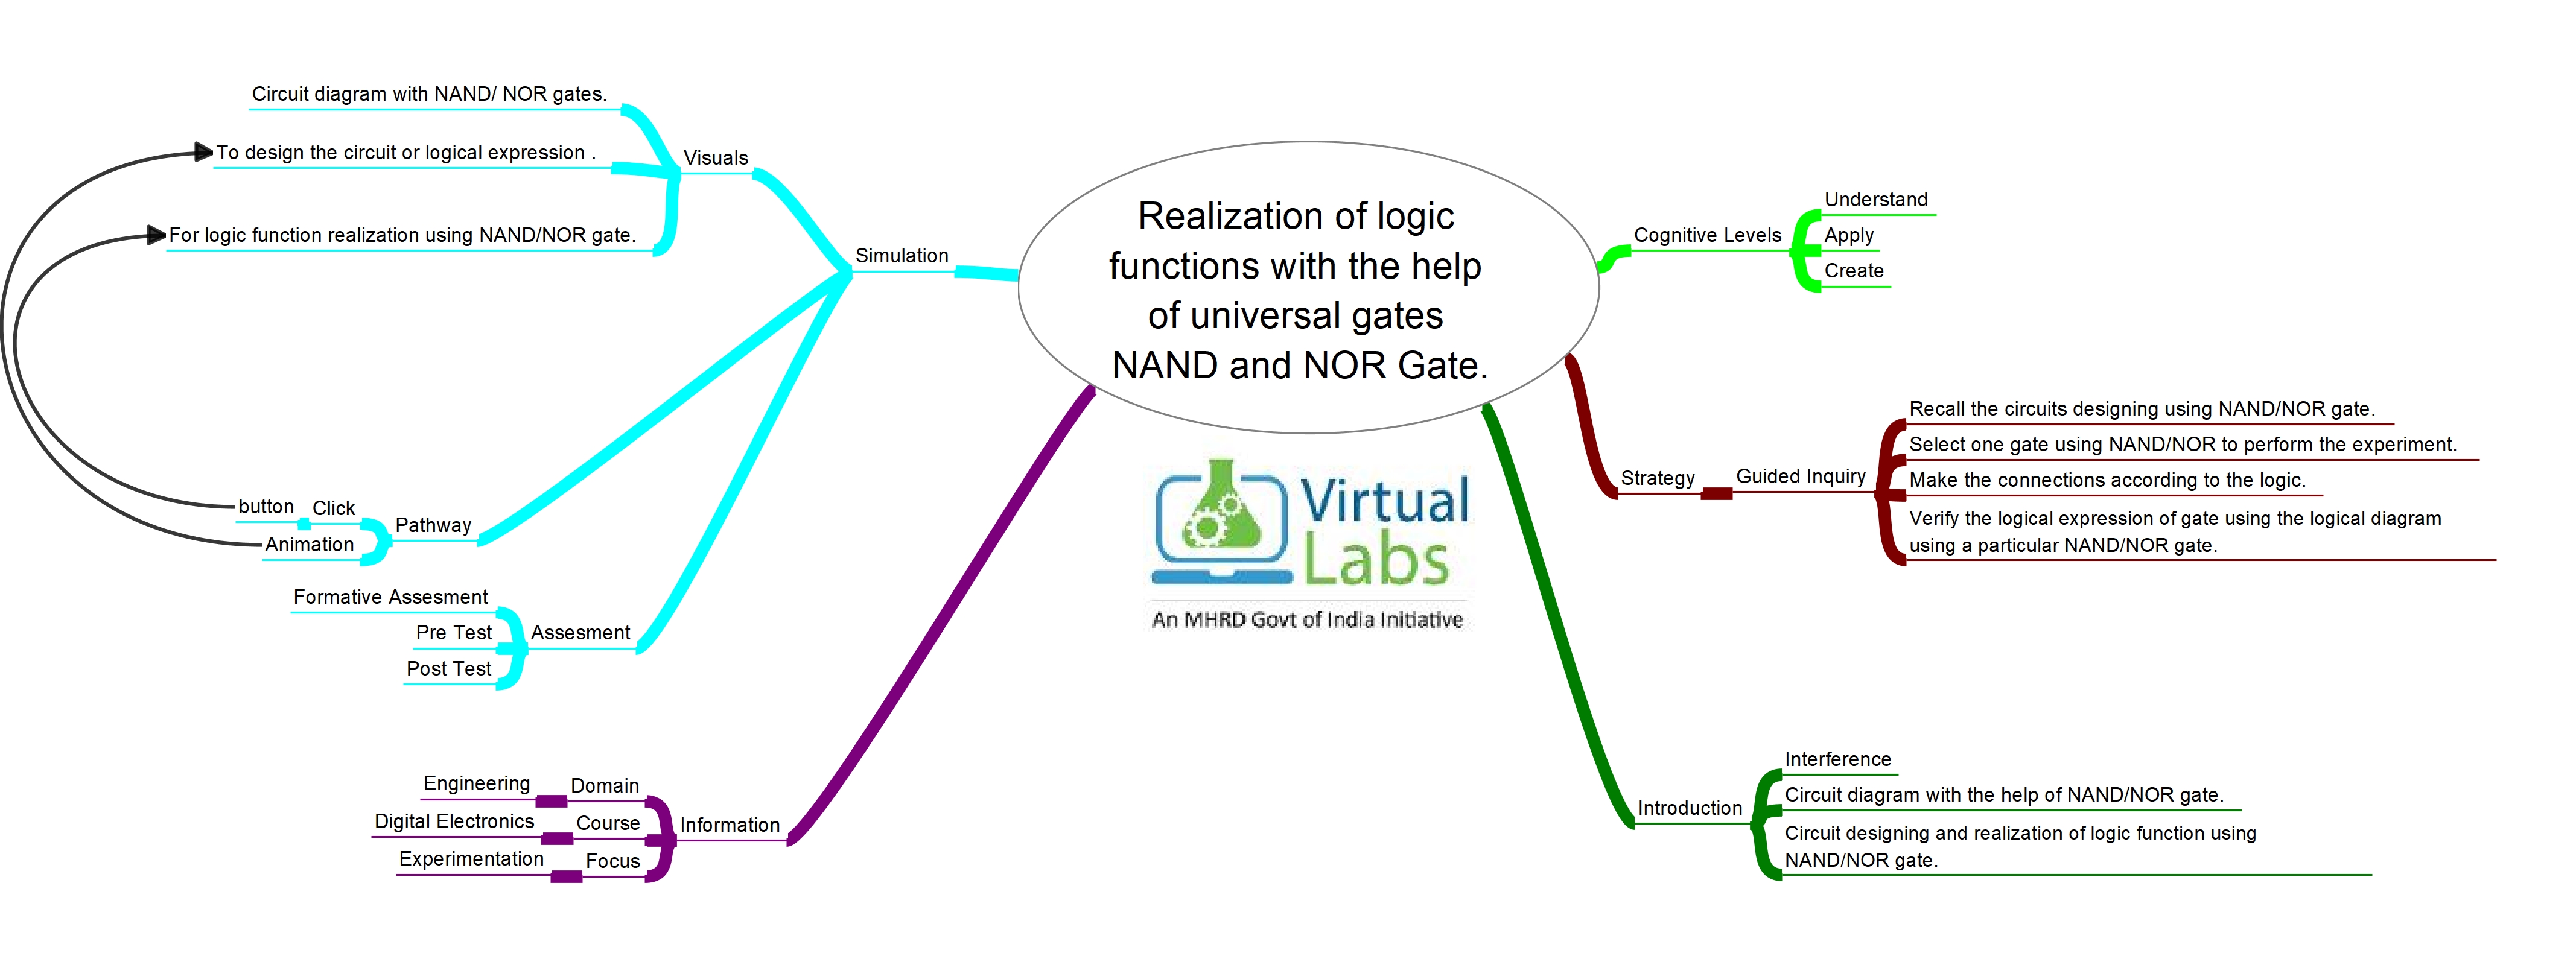 Realization of logic
functions with the help
of universal gates
NAND and NOR Gate.
Virtual
Labs
An MHRD Govt of India Initiative
Simulation
Visuals
Circuit diagram with NAND/ NOR gates.
To design the circuit or logical expression .
For logic function realization using NAND/NOR gate.
Pathway
Click
button
Animation
Assesment
Formative Assesment
Pre Test
Post Test
Information
Domain
Engineering
Course
Digital Electronics
Focus
Experimentation
Cognitive Levels
Understand
Apply
Create
Strategy
Guided Inquiry
Recall the circuits designing using NAND/NOR gate.
Select one gate using NAND/NOR to perform the experiment.
Make the connections according to the logic.
Verify the logical expression of gate using the logical diagram
using a particular NAND/NOR gate.
Introduction
Interference
Circuit diagram with the help of NAND/NOR gate.
Circuit designing and realization of logic function using
NAND/NOR gate.